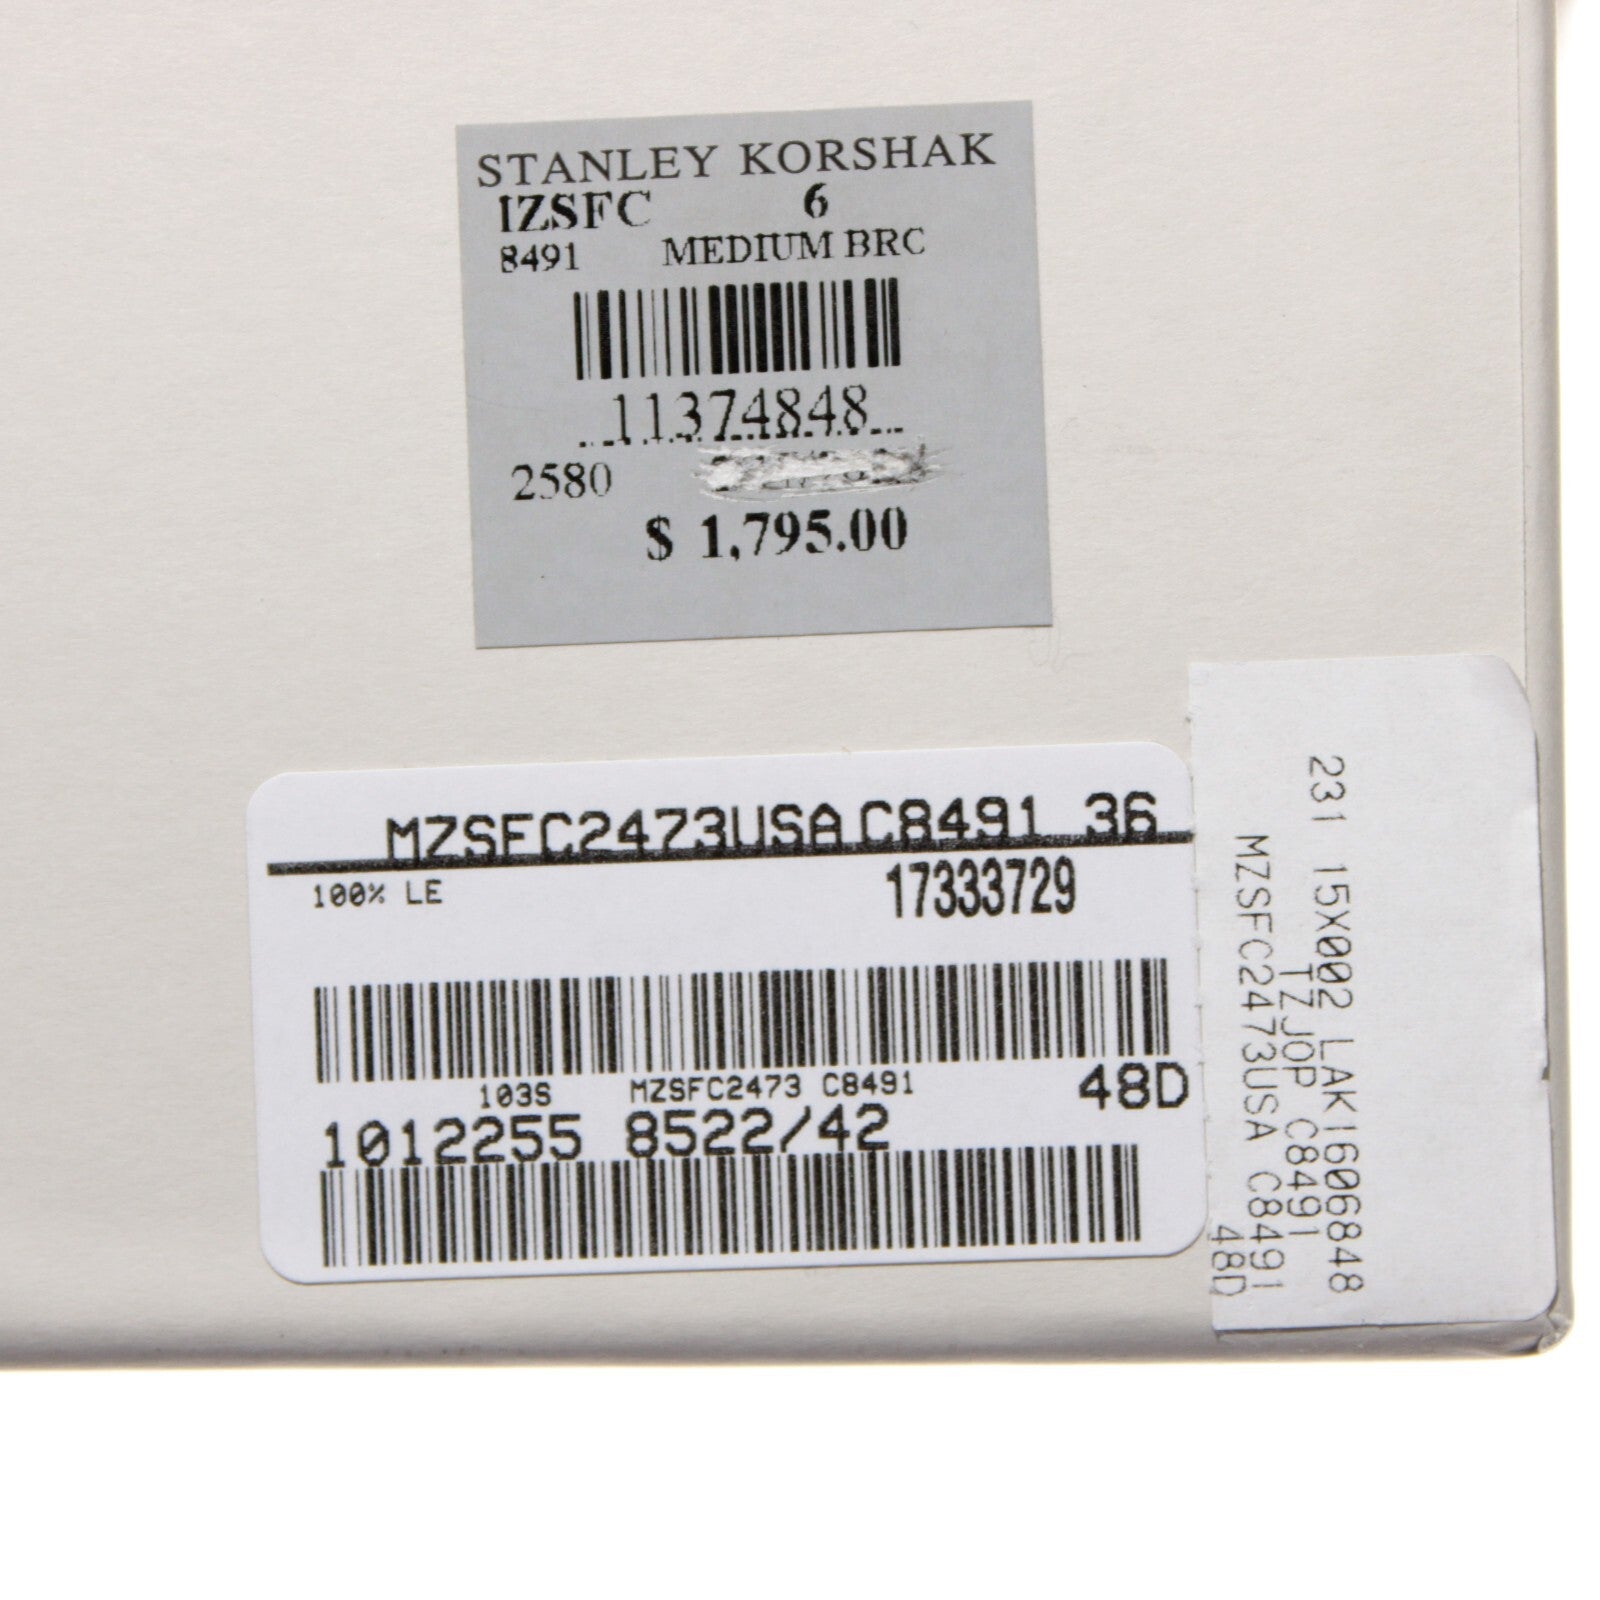 STANLEY KORSHAK
IZSFC 6
8491 MEDIUM BRC
11374848
2580
$ 1,795.00
MZSFC2473USA C8491 36
100% LE 17333729
103S MZSFC2473 C8491 48D
1012255 8522/42
231 15X002 LAK1606848
TZJOP C8491
MZSFC2473USA C8491
48D